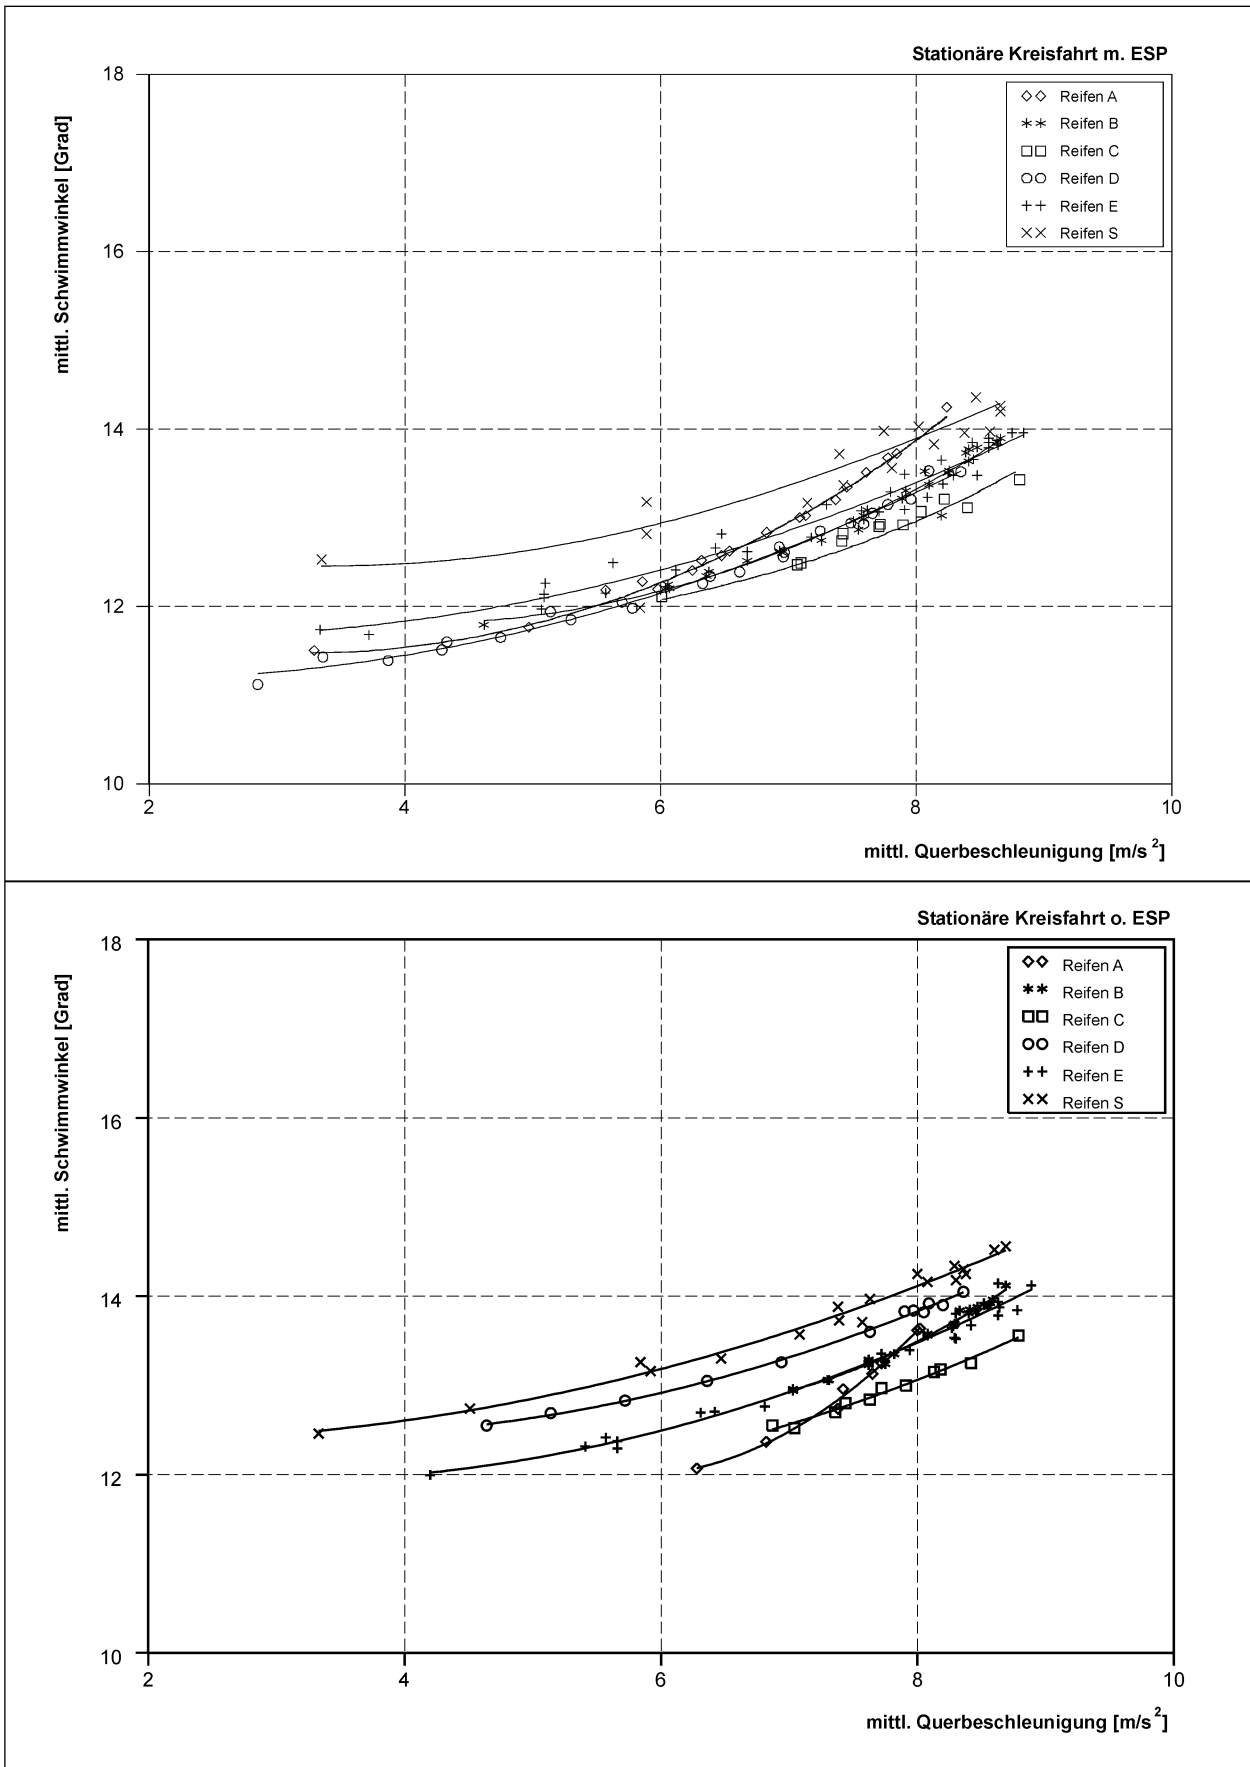 Stationäre Kreisfahrt m. ESP
mittl. Schwimmwinkel [Grad]
18
16
14
12
10
Reifen A
Reifen B
Reifen C
Reifen D
Reifen E
Reifen S
2 4 6 8 10
mittl. Querbeschleunigung [m/s²]
Stationäre Kreisfahrt o. ESP
mittl. Schwimmwinkel [Grad]
18
16
14
12
10
Reifen A
Reifen B
Reifen C
Reifen D
Reifen E
Reifen S
2 4 6 8 10
mittl. Querbeschleunigung [m/s²]